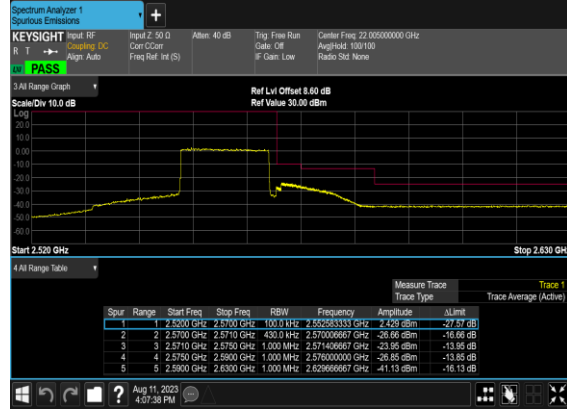 Spectrum Analyzer 1
Spurious Emissions
+
KEYSIGHT Input: RF Input Z: 50 Ω Atten: 40 dB Trig: Free Run Center Freq: 22.005000000 GHz
R T Coupling: DC Corr CCorr Gate: Off Avg|Hold: 100/100
Align: Auto Freq Ref: Int (S) IF Gain: Low Radio Std: None
PASS
3 All Range Graph
Ref Lvl Offset 8.60 dB
Scale/Div 10.0 dB Ref Value 30.00 dBm
Log
20.0
10.0
0.00
-10.0
-20.0
-30.0
-40.0
-50.0
-60.0
Start 2.520 GHz Stop 2.630 GHz
4 All Range Table
Measure Trace Trace 1
Trace Type Trace Average (Active)
Spur Range Start Freq Stop Freq RBW Frequency Amplitude ΔLimit
1 1 2.5200 GHz 2.5700 GHz 100.0 kHz 2.552583333 GHz 2.429 dBm -27.57 dB
2 2 2.5700 GHz 2.5710 GHz 430.0 kHz 2.570006667 GHz -26.66 dBm -16.66 dB
3 3 2.5710 GHz 2.5750 GHz 1.000 MHz 2.571406667 GHz -23.95 dBm -13.95 dB
4 4 2.5750 GHz 2.5900 GHz 1.000 MHz 2.576000000 GHz -26.85 dBm -13.85 dB
5 5 2.5900 GHz 2.6300 GHz 1.000 MHz 2.629666667 GHz -41.13 dBm -16.13 dB
? Aug 11, 2023
4:07:38 PM